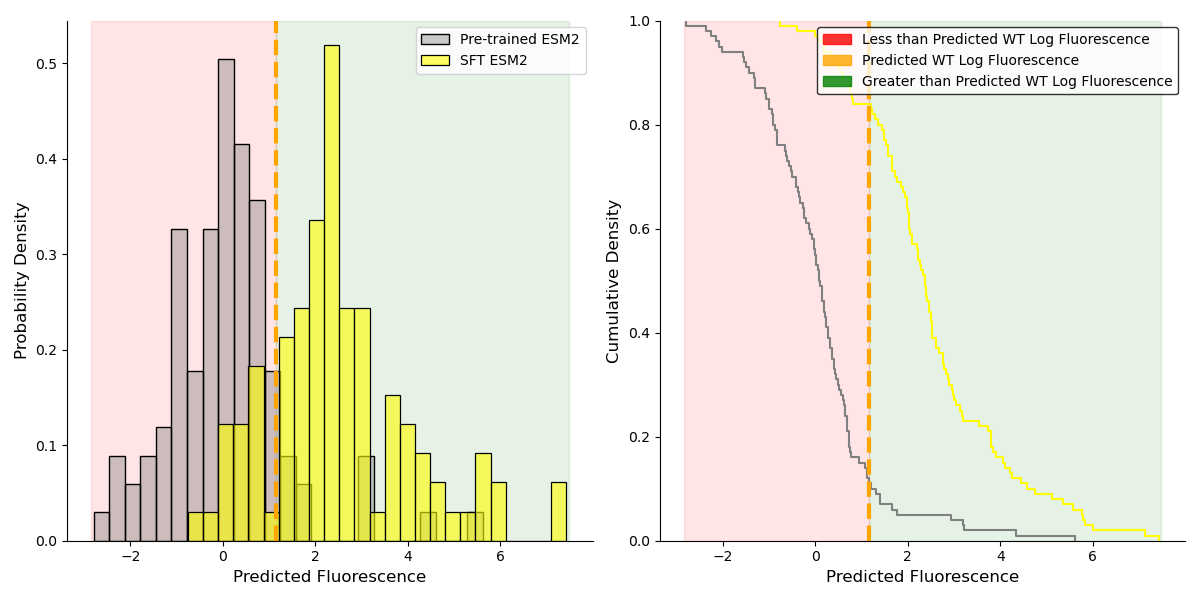 Pre-trained ESM2
SFT ESM2
Probability Density
0.5
0.4
0.3
0.2
0.1
0.0
−2 0 2 4 6
Predicted Fluorescence
Less than Predicted WT Log Fluorescence
Predicted WT Log Fluorescence
Greater than Predicted WT Log Fluorescence
Cumulative Density
1.0
0.8
0.6
0.4
0.2
0.0
−2 0 2 4 6
Predicted Fluorescence